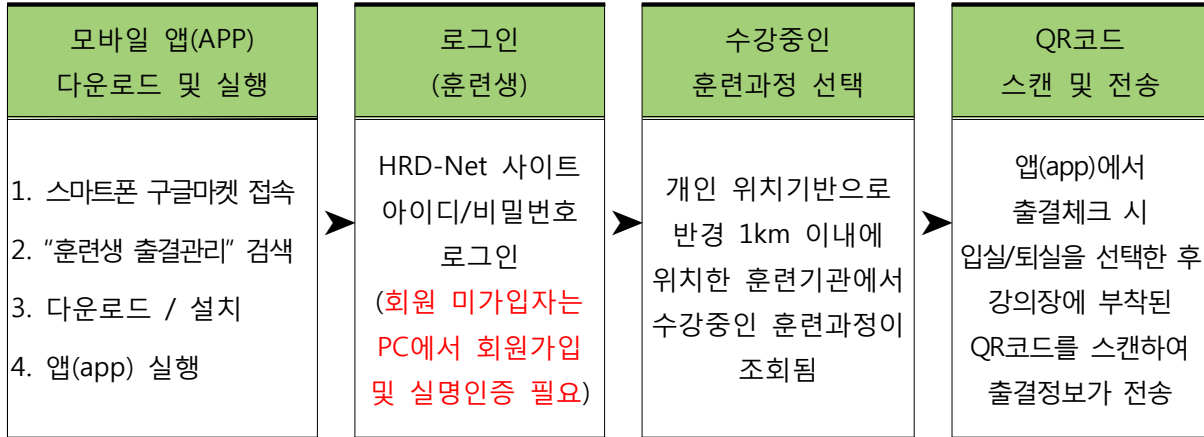 모바일 앱(APP)
다운로드 및 실행
1. 스마트폰 구글마켓 접속
2. "훈련생 출결관리" 검색
3. 다운로드 / 설치
4. 앱(app) 실행
로그인
(훈련생)
HRD-Net 사이트
아이디/비밀번호
로그인
(회원 미가입자는
PC에서 회원가입
및 실명인증 필요)
수강중인
훈련과정 선택
개인 위치기반으로
반경 1km 이내에
위치한 훈련기관에서
수강중인 훈련과정이
조회됨
QR코드
스캔 및 전송
앱(app)에서
출결체크 시
입실/퇴실을 선택한 후
강의장에 부착된
QR코드를 스캔하여
출결정보가 전송